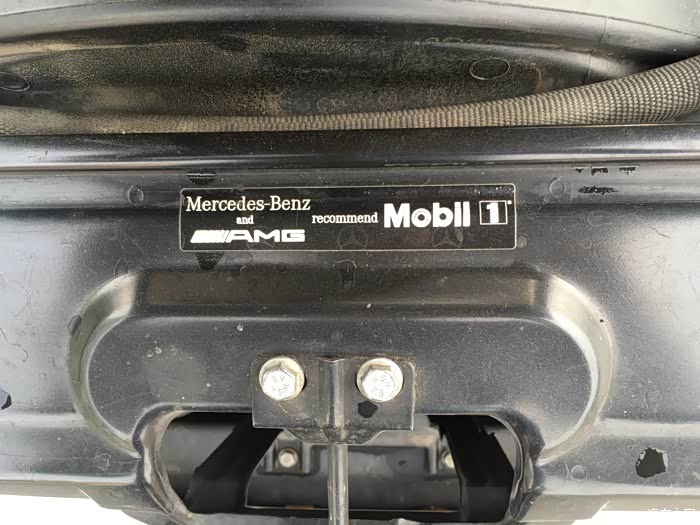 Mercedes-Benz
and
AMG
recommend
Mobil 1